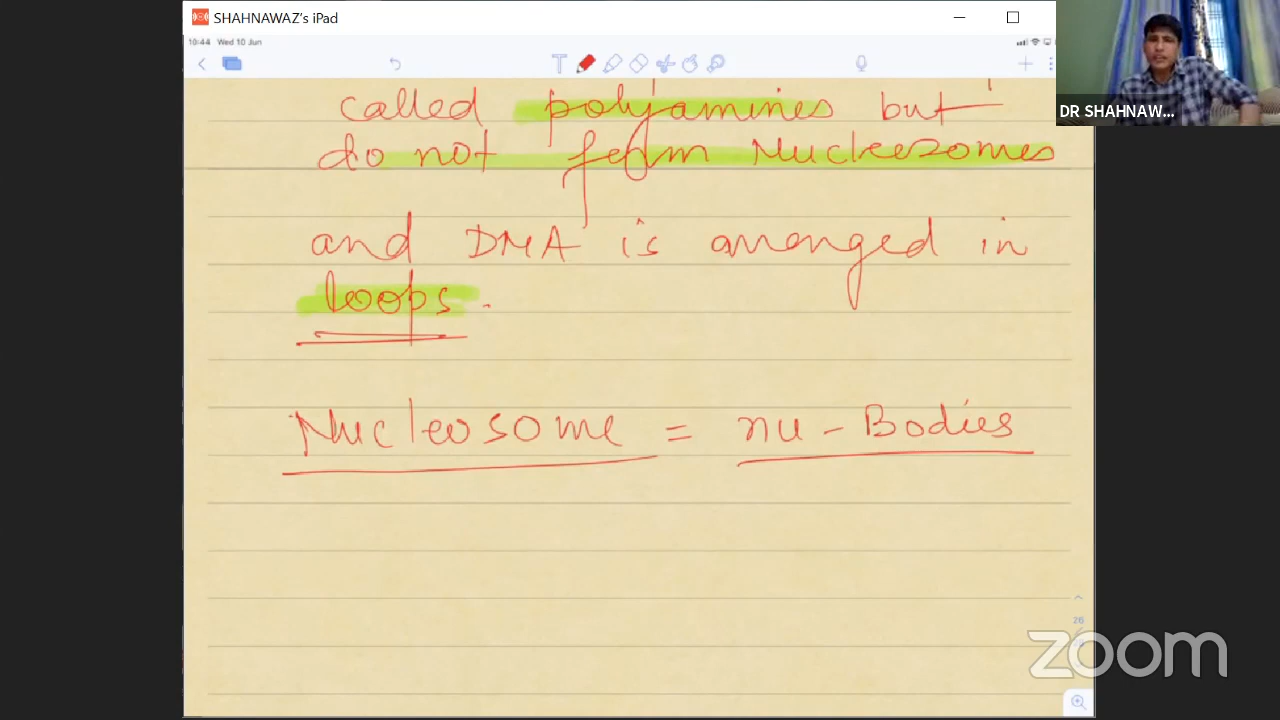 SHAHNAWAZ's iPad
10:44 Wed 10 Jun
DR SHAHNAW...
called polyamines but
do not form Nucleosomes
and DNA is arranged in
loops.
Nucleosome = nu - Bodies
26
zoom